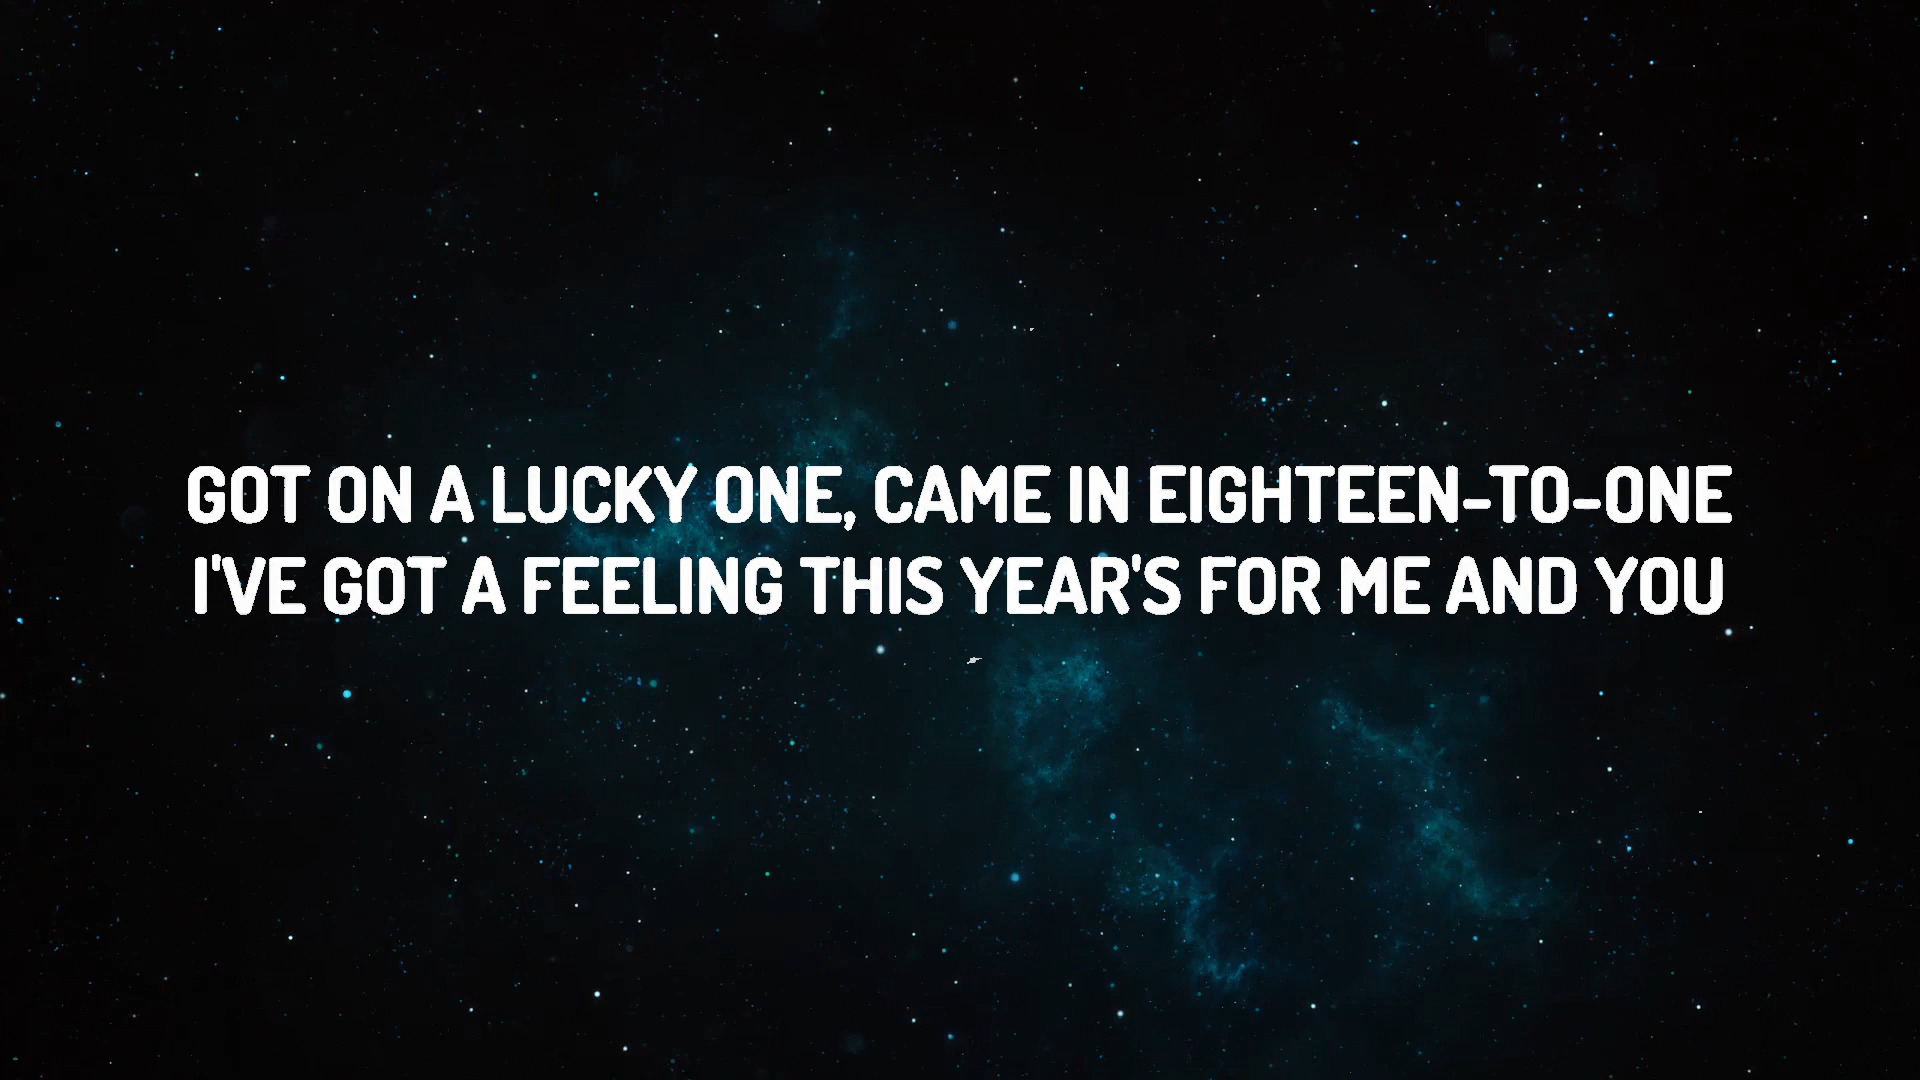 GOT ON A LUCKY ONE, CAME IN EIGHTEEN-TO-ONE
I'VE GOT A FEELING THIS YEAR'S FOR ME AND YOU